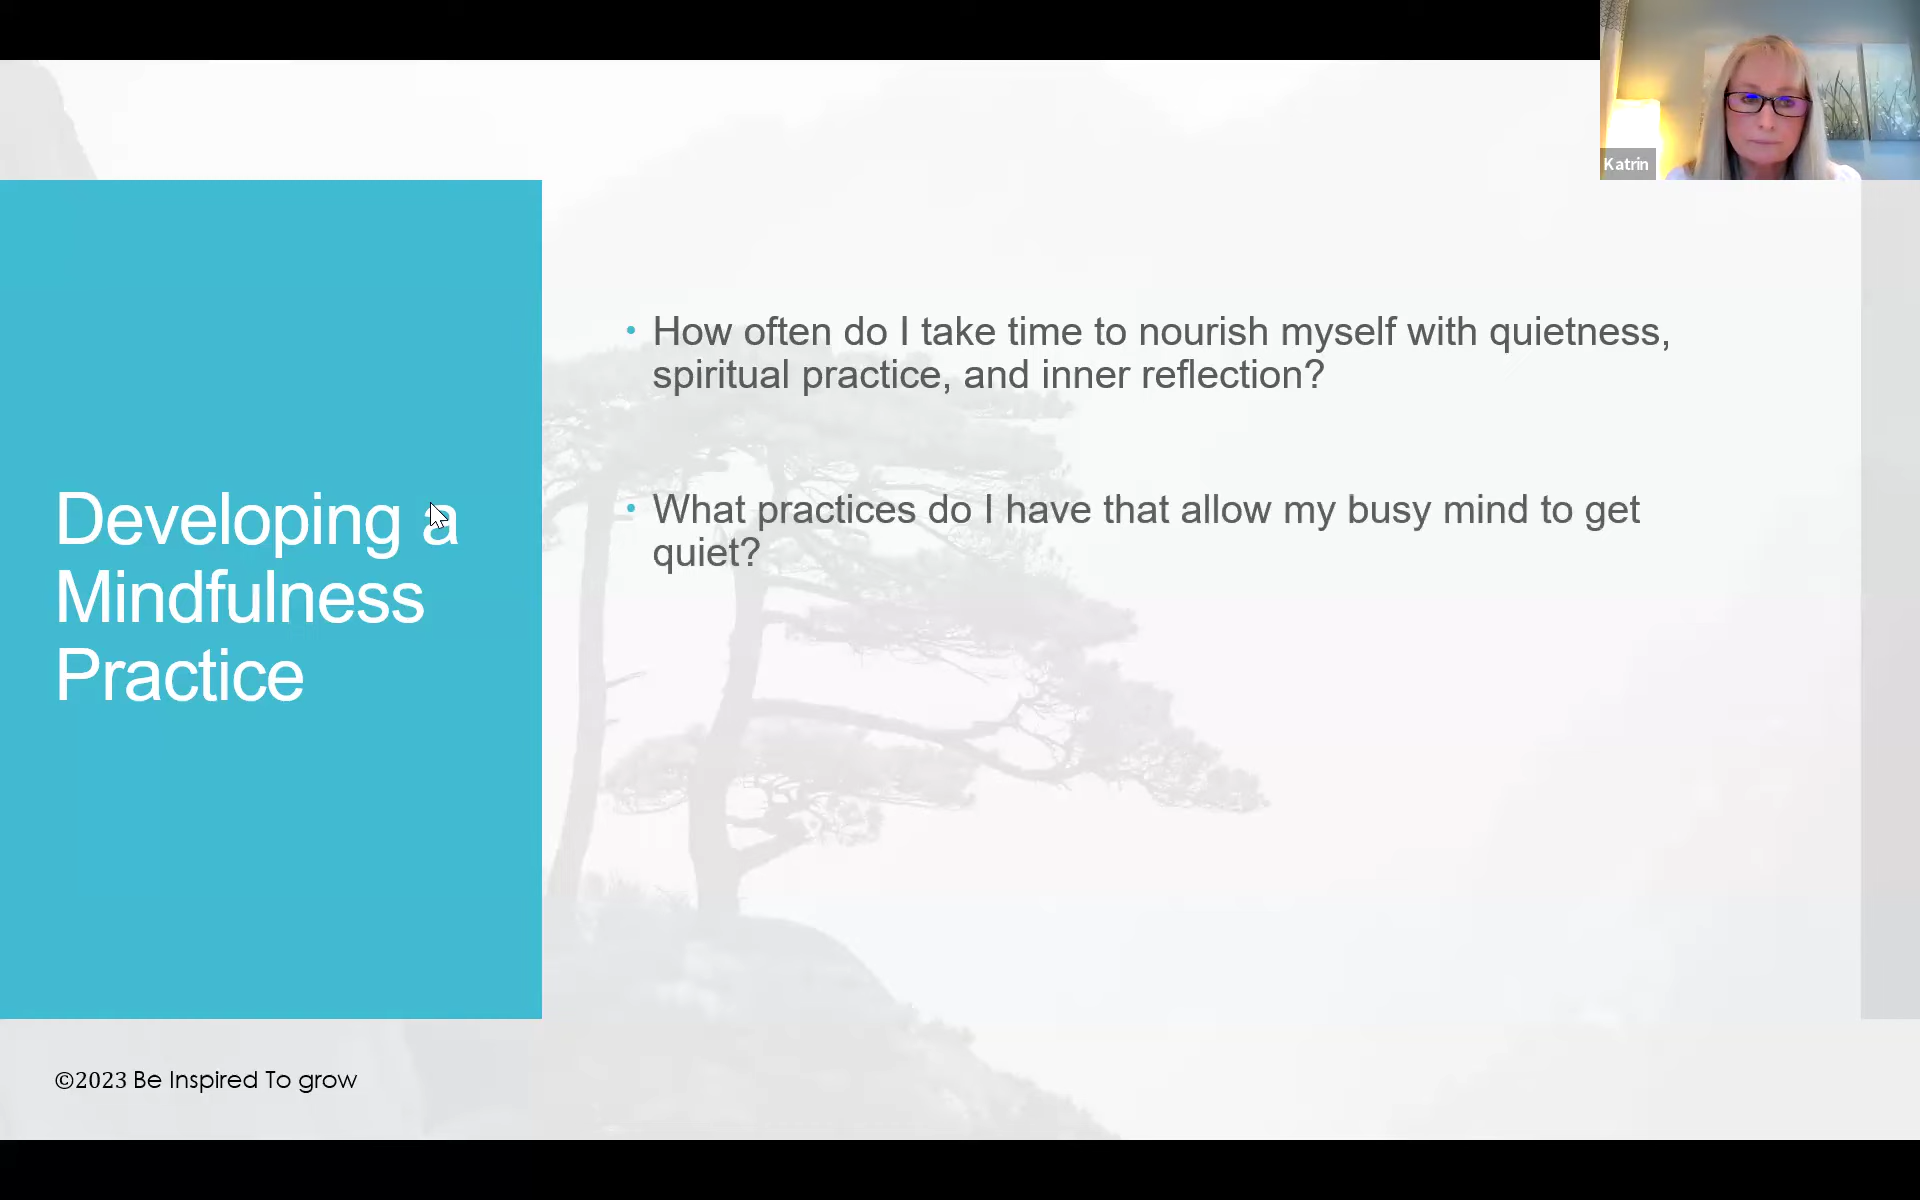 Katrin
Developing a
Mindfulness
Practice
• How often do I take time to nourish myself with quietness,
spiritual practice, and inner reflection?
• What practices do I have that allow my busy mind to get
quiet?
©2023 Be Inspired To grow